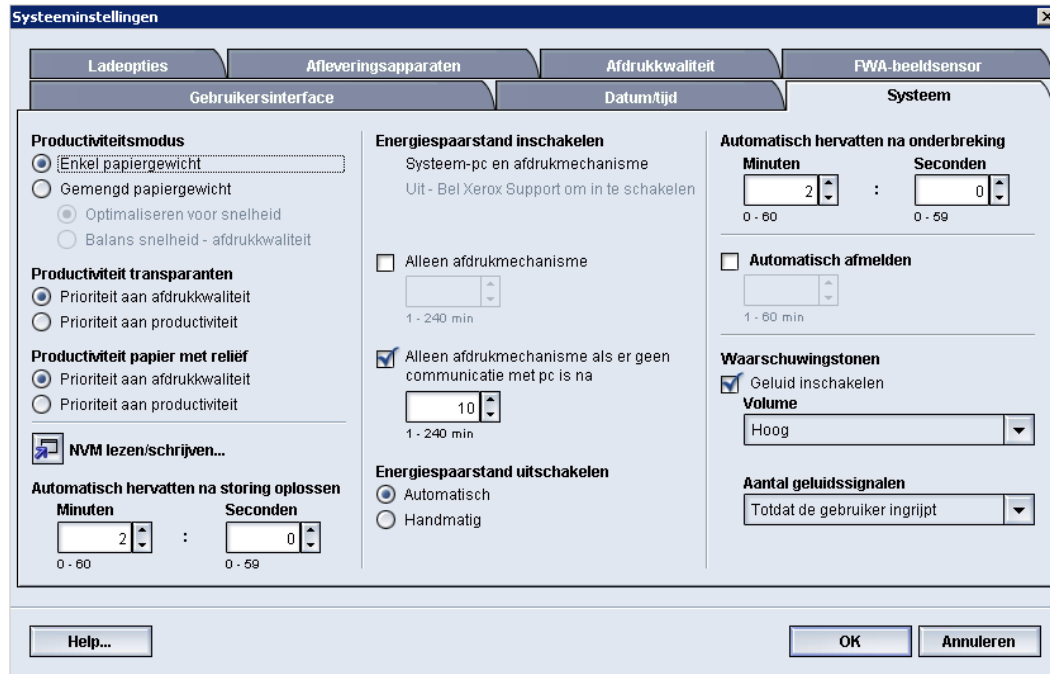 Systeeminstellingen
Ladeopties
Afleveringsapparaten
Afdrukkwaliteit
FWA-beeldsensor
Gebruikersinterface
Datum/tijd
Systeem
Productiviteitsmodus
Enkel papiergewicht
Gemengd papiergewicht
Optimaliseren voor snelheid
Balans snelheid - afdrukkwaliteit
Productiviteit transparanten
Prioriteit aan afdrukkwaliteit
Prioriteit aan productiviteit
Productiviteit papier met reliëf
Prioriteit aan afdrukkwaliteit
Prioriteit aan productiviteit
NVM lezen/schrijven...
Automatisch hervatten na storing oplossen
Minuten
Seconden
2 : 0
0 - 60
0 - 59
Energiespaarstand inschakelen
Systeem-pc en afdrukmechanisme
Uit - Bel Xerox Support om in te schakelen
Alleen afdrukmechanisme
1 - 240 min
Alleen afdrukmechanisme als er geen
communicatie met pc is na
10
1 - 240 min
Energiespaarstand uitschakelen
Automatisch
Handmatig
Automatisch hervatten na onderbreking
Minuten
Seconden
2 : 0
0 - 60
0 - 59
Automatisch afmelden
1 - 60 min
Waarschuwingstonen
Geluid inschakelen
Volume
Hoog
Aantal geluidssignalen
Totdat de gebruiker ingrijpt
Help...
OK
Annuleren